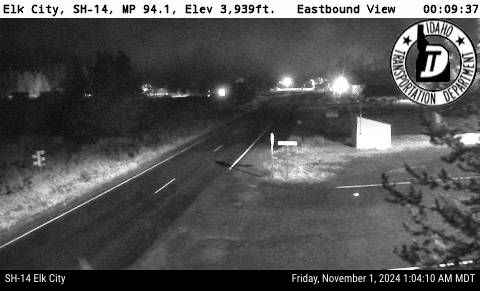 Elk City, SH-14, MP 94.1, Elev 3,939ft. Eastbound View 00:09:37
IDAHO
TRANSPORTATION DEPARTMENT
SH-14 Elk City Friday, November 1, 2024 1:04:10 AM MDT